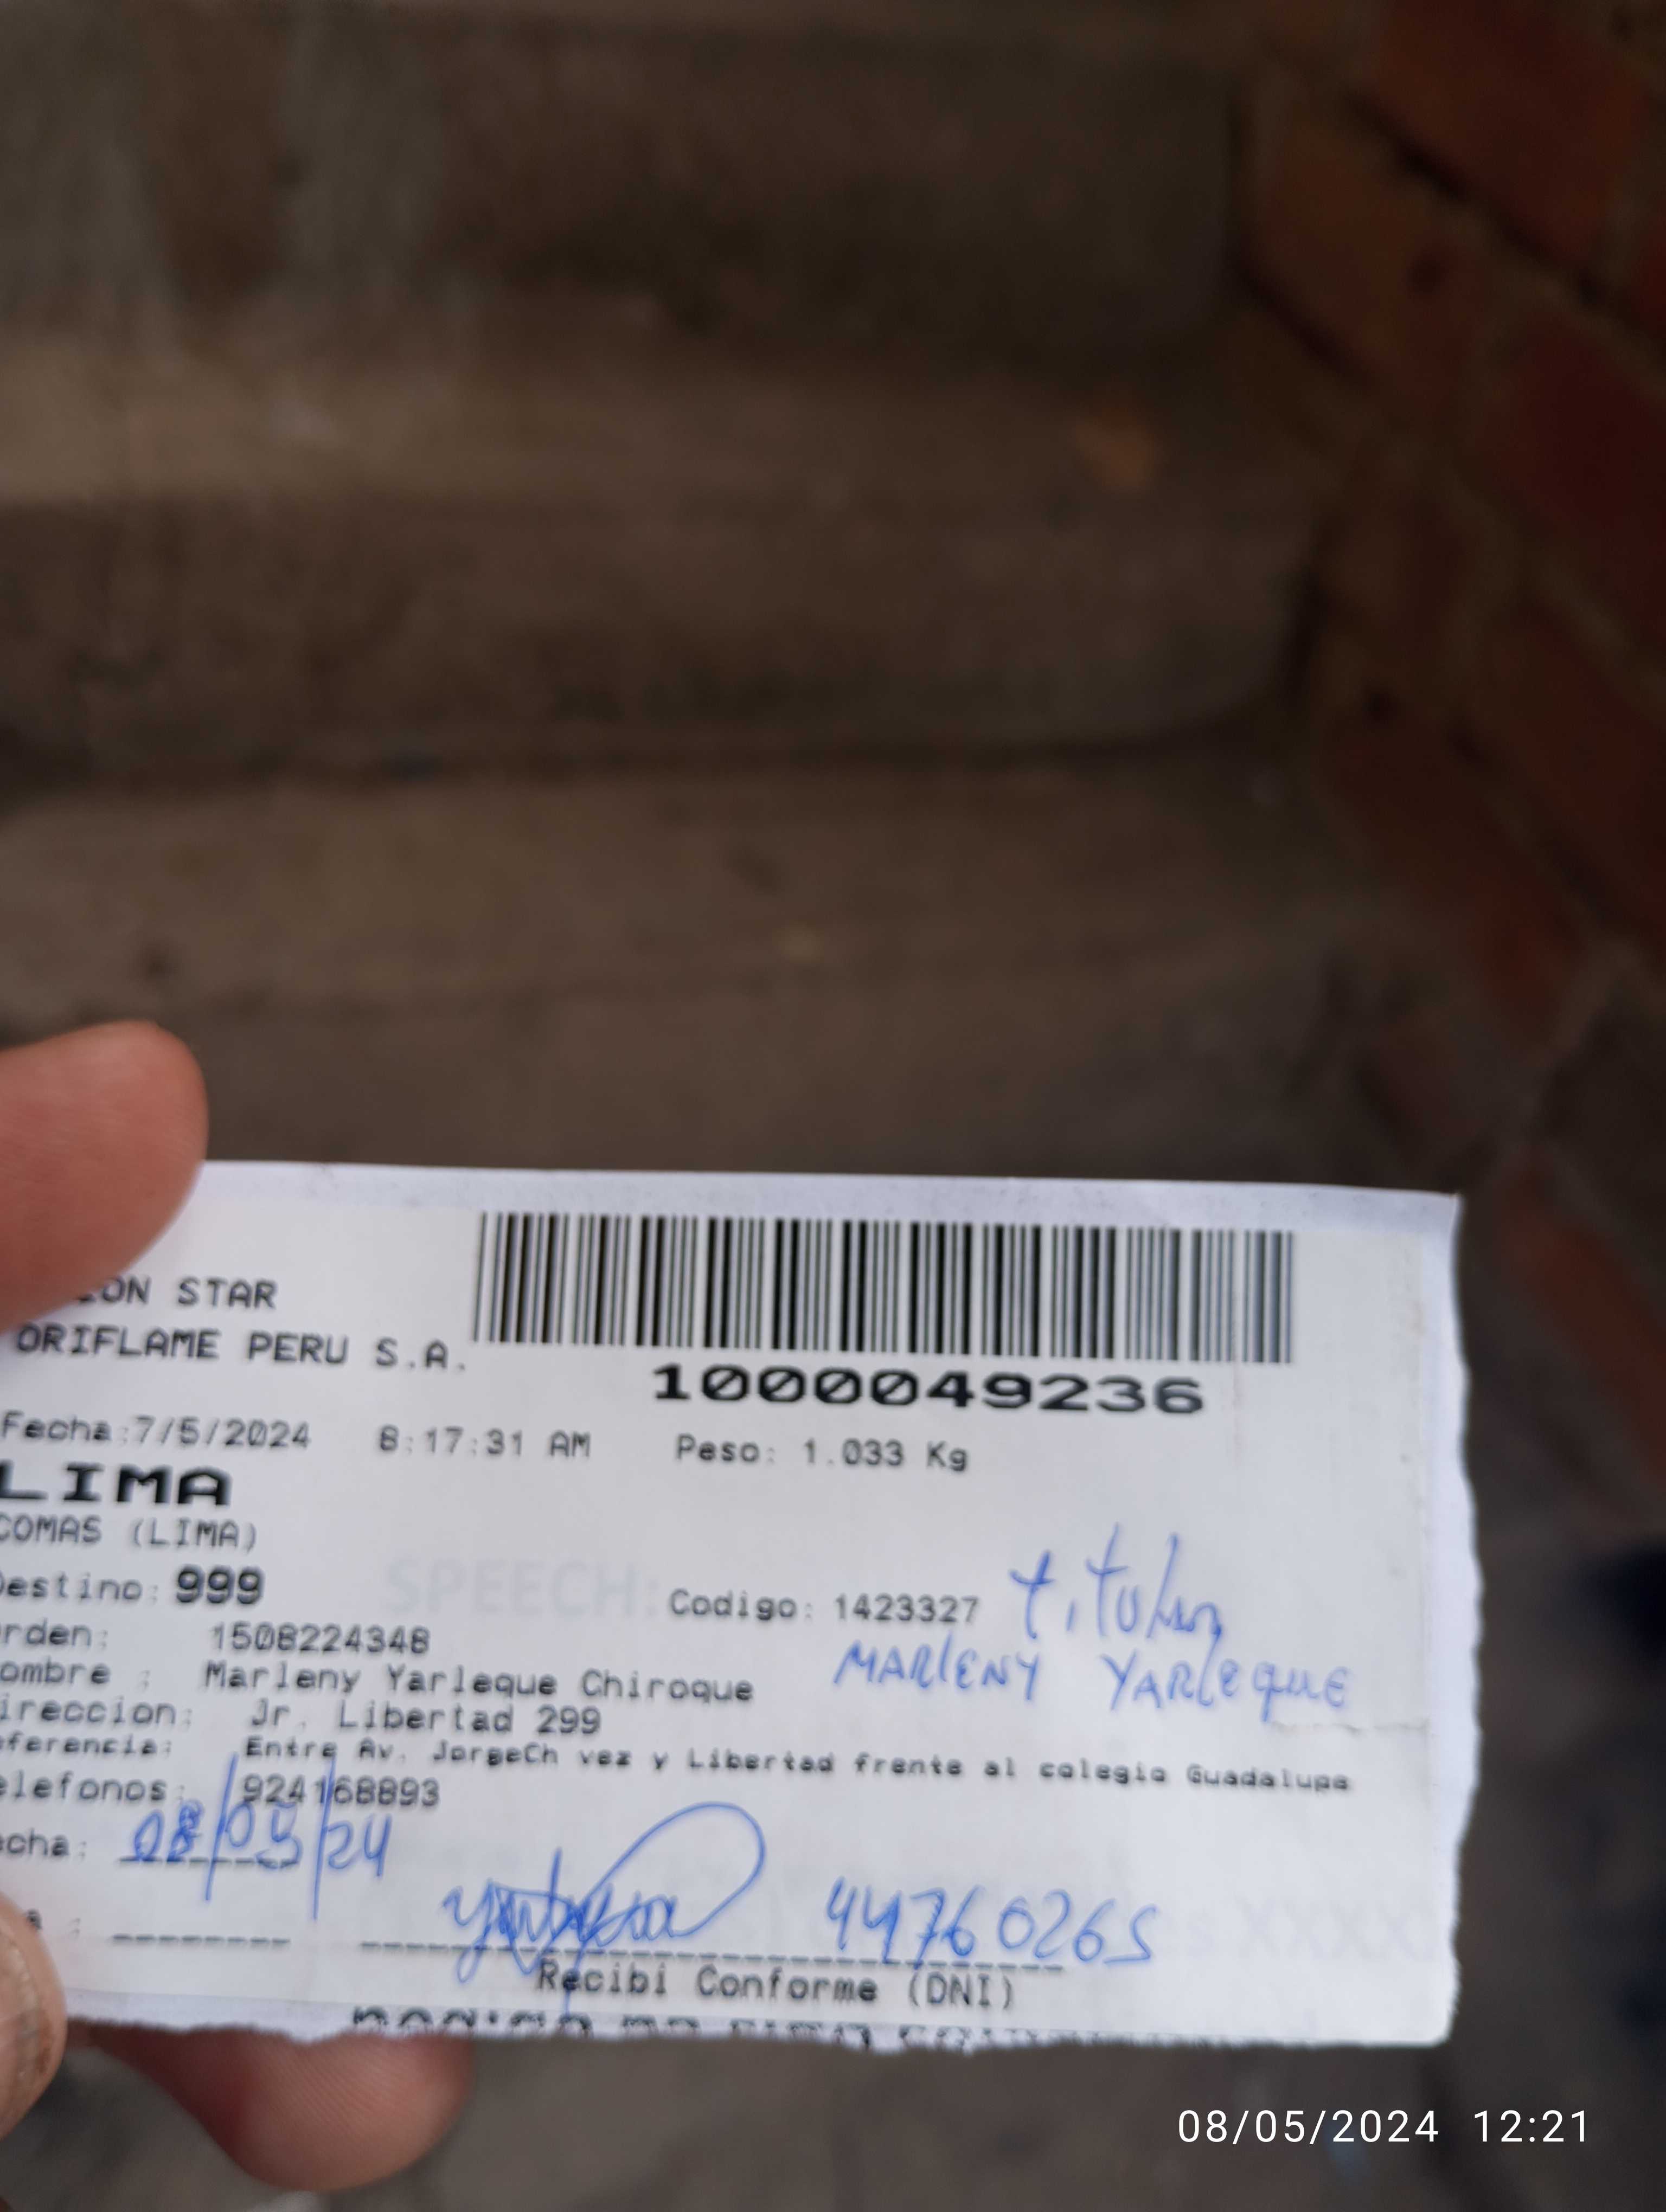 ION STAR
ORIFLAME PERU S.A.
1000049236
Fecha:7/5/2024 8:17:31 AM Peso: 1.033 Kg
LIMA
COMAS (LIMA)
Destino: 999
SPEECH:
Codigo: 1423327 titular
rden: 1508224348
MARlENY YARleque
ombre : Marleny Yarleque Chiroque
ireccion: Jr. Libertad 299
eferencia: Entre Av. JorgeCh vez y Libertad frente al colegio Guadalupe
elefonos: 924168893
echa: 08/05/24
a : 44760265
Recibi Conforme (DNI)
08/05/2024 12:21